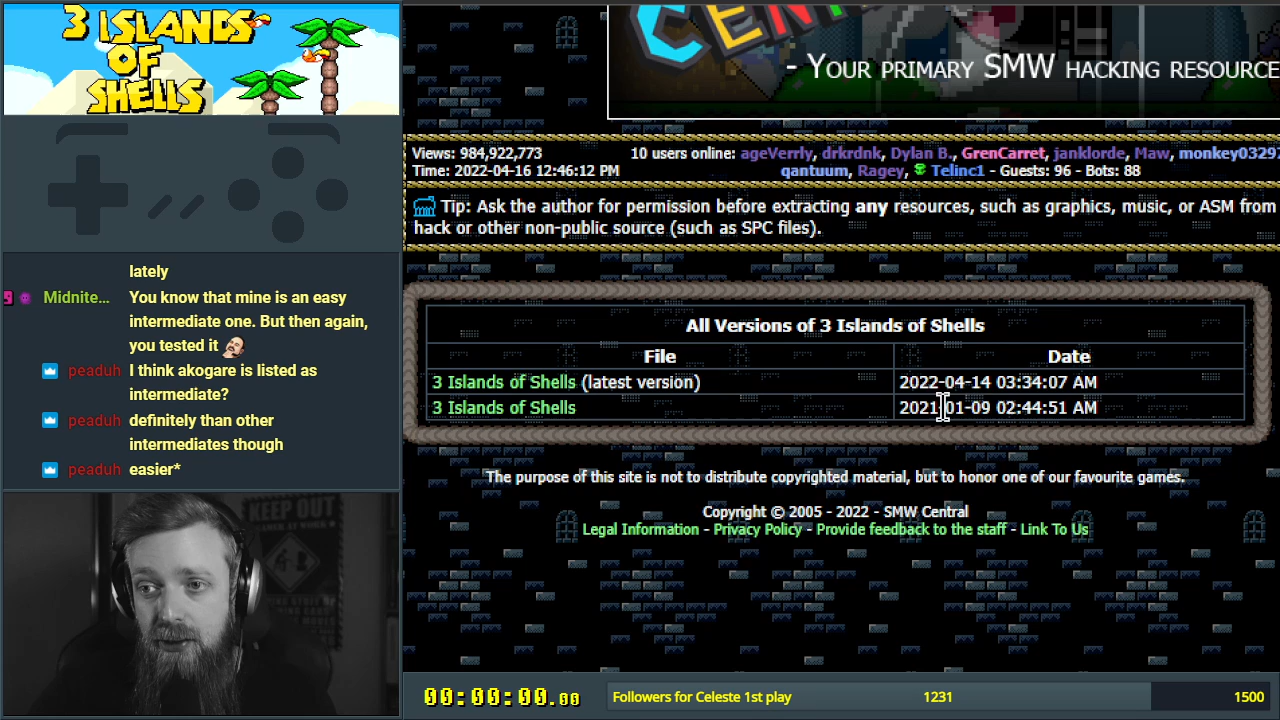 3 ISLANDS
OF
SHELLS
CENT
- YOUR PRIMARY SMW HACKING RESOURCE
Views: 984,922,773
Time: 2022-04-16 12:46:12 PM
10 users online: ageVerrly, drkrdnk, Dylan B., GrenCarret, janklorde, Maw, monkey03297
qantuum, Ragey, Telinc1 - Guests: 96 - Bots: 88
Tip: Ask the author for permission before extracting any resources, such as graphics, music, or ASM from
hack or other non-public source (such as SPC files).
lately
Midnite... You know that mine is an easy
intermediate one. But then again,
you tested it
peaduh I think akogare is listed as
intermediate?
peaduh definitely than other
intermediates though
peaduh easier*
All Versions of 3 Islands of Shells
File Date
3 Islands of Shells (latest version) 2022-04-14 03:34:07 AM
3 Islands of Shells 2021-01-09 02:44:51 AM
The purpose of this site is not to distribute copyrighted material, but to honor one of our favourite games.
Copyright © 2005 - 2022 - SMW Central
Legal Information - Privacy Policy - Provide feedback to the staff - Link To Us
KEEP OUT
00:00:00.00
Followers for Celeste 1st play 1231 1500